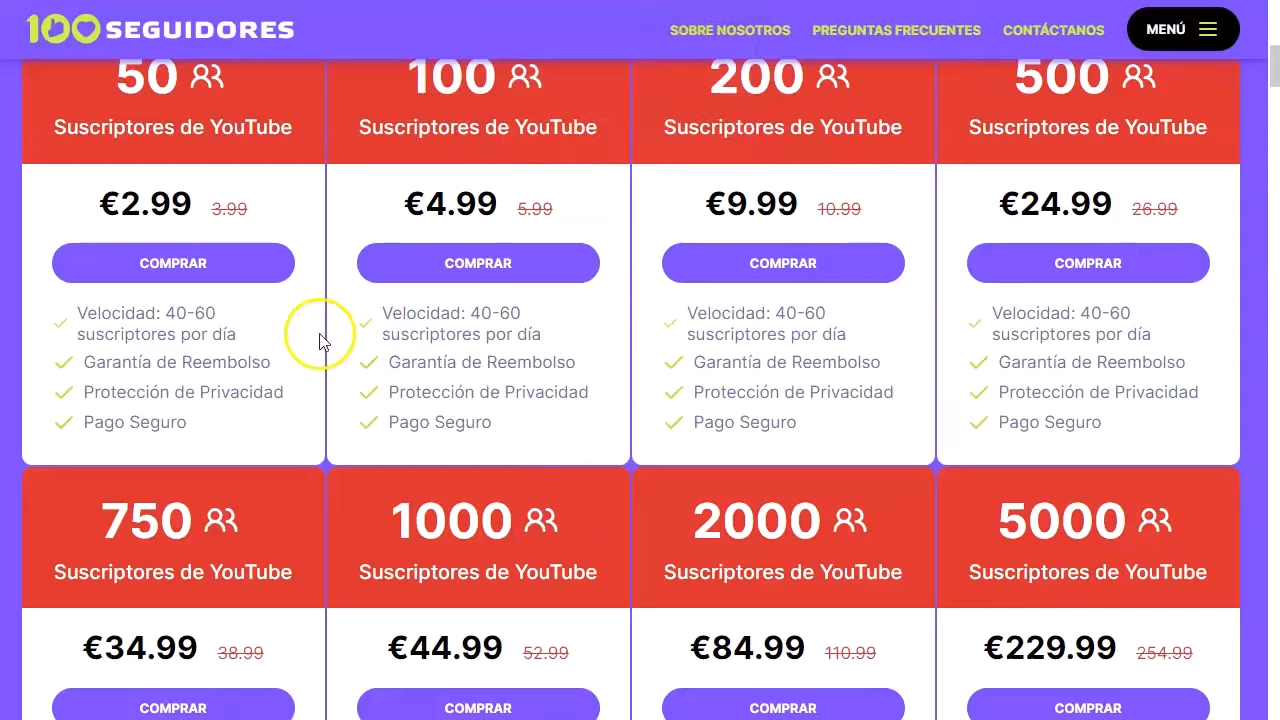 100 SEGUIDORES
SOBRE NOSOTROS PREGUNTAS FRECUENTES CONTÁCTANOS MENÚ
50 100 200 500
Suscriptores de YouTube Suscriptores de YouTube Suscriptores de YouTube Suscriptores de YouTube
€2.99 3.99 €4.99 5.99 €9.99 10.99 €24.99 26.99
COMPRAR COMPRAR COMPRAR COMPRAR
Velocidad: 40-60 Velocidad: 40-60 Velocidad: 40-60 Velocidad: 40-60
suscriptores por día suscriptores por día suscriptores por día suscriptores por día
Garantía de Reembolso Garantía de Reembolso Garantía de Reembolso Garantía de Reembolso
Protección de Privacidad Protección de Privacidad Protección de Privacidad Protección de Privacidad
Pago Seguro Pago Seguro Pago Seguro Pago Seguro
750 1000 2000 5000
Suscriptores de YouTube Suscriptores de YouTube Suscriptores de YouTube Suscriptores de YouTube
€34.99 38.99 €44.99 52.99 €84.99 110.99 €229.99 254.99
COMPRAR COMPRAR COMPRAR COMPRAR